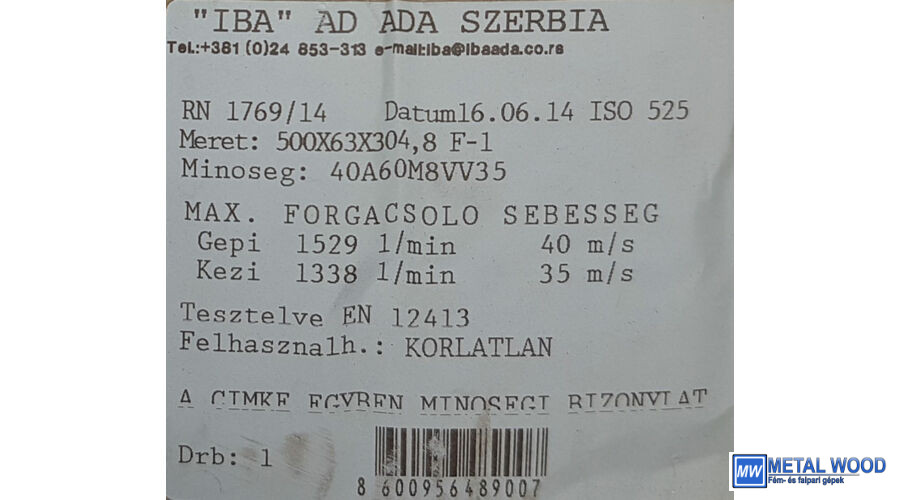 "IBA" AD ADA SZERBIA
Tel.:+381 (0)24 853-313 e-mail:iba@ibaada.co.rs
RN 1769/14 Datum16.06.14 ISO 525
Meret: 500X63X304,8 F-1
Minoseg: 40A60M8VV35
MAX. FORGACSOLO SEBESSEG
Gepi 1529 1/min 40 m/s
Kezi 1338 1/min 35 m/s
Tesztelve EN 12413
Felhasznalh.: KORLATLAN
A CIMKE EGYBEN MINOSEGI BIZONYLAT
Drb: 1
8 600956489007
MW METAL WOOD
Fém- és faipari gépek